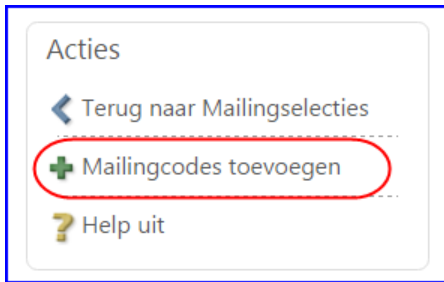 Acties
Terug naar Mailingselecties
Mailingcodes toevoegen
Help uit